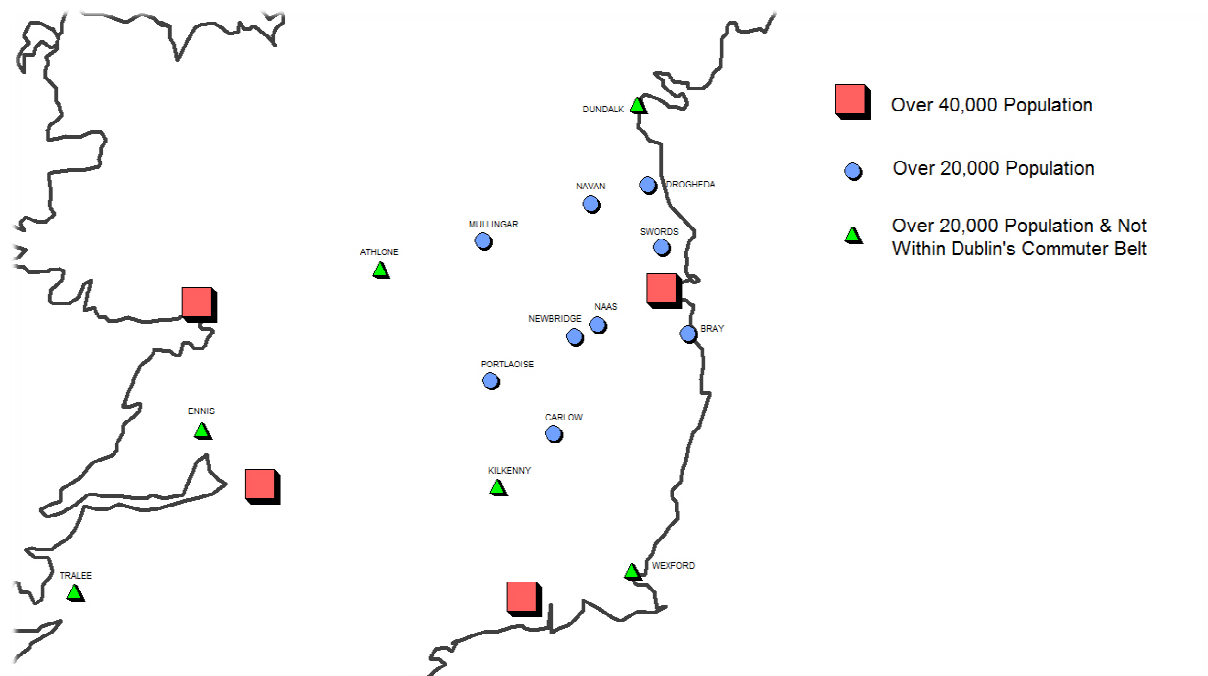 DUNDALK
Over 40,000 Population
Over 20,000 Population
NAVAN
DROGHEDA
MULLINGAR
SWORDS
Over 20,000 Population & Not
Within Dublin's Commuter Belt
ATHLONE
NAAS
NEWBRIDGE
BRAY
PORTLAOISE
ENNIS
CARLOW
KILKENNY
WEXFORD
TRALEE